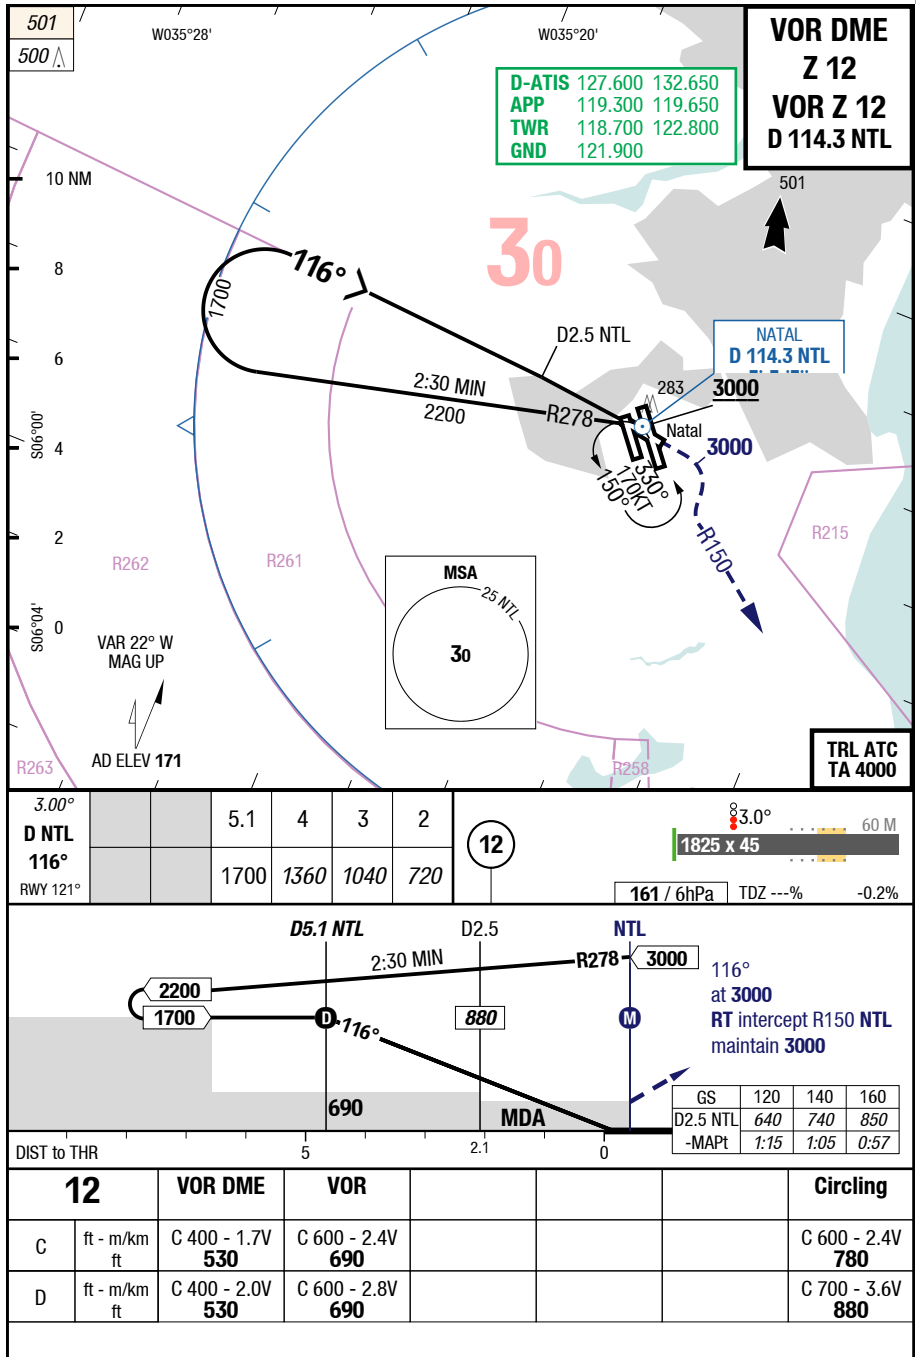 501
500
W035°28'
W035°20'
VOR DME
Z 12
VOR Z 12
D 114.3 NTL
D-ATIS 127.600 132.650
APP 119.300 119.650
TWR 118.700 122.800
GND 121.900
10 NM
8
6
4
2
0
S06°00'
S06°04'
501
30
116°
1700
D2.5 NTL
NATAL
D 114.3 NTL
2:30 MIN
2200
R278
283
3000
Natal
3000
330°
170KT
150°
R150
R215
R262
R261
MSA
25 NTL
30
VAR 22° W
MAG UP
AD ELEV 171
R263
R258
TRL ATC
TA 4000
3.00°
D NTL
116°
RWY 121°
5.1 4 3 2
1700 1360 1040 720
12
3.0°
60 M
1825 x 45
161 / 6hPa TDZ ---% -0.2%
D5.1 NTL D2.5 NTL
2:30 MIN
R278 3000
2200
1700
D
116°
880
M
116°
at 3000
RT intercept R150 NTL
maintain 3000
690
MDA
GS 120 140 160
D2.5 NTL 640 740 850
-MAPt 1:15 1:05 0:57
DIST to THR 5 2.1 0
12 VOR DME VOR Circling
C ft - m/km C 400 - 1.7V C 600 - 2.4V C 600 - 2.4V
ft 530 690 780
D ft - m/km C 400 - 2.0V C 600 - 2.8V C 700 - 3.6V
ft 530 690 880